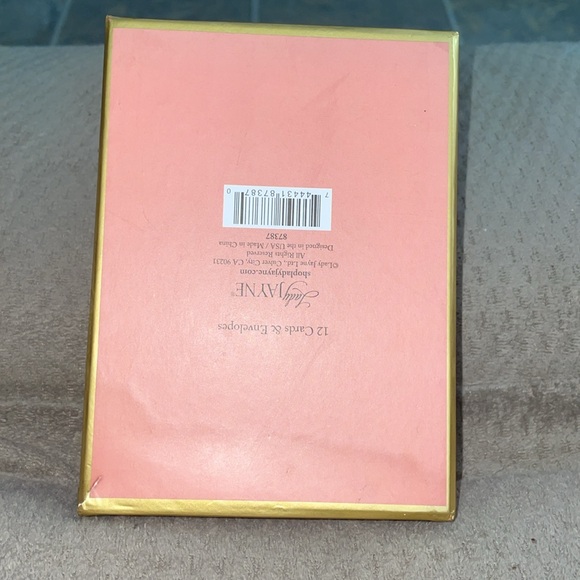 12 Cards & Envelopes
Lady
JAYNE®
shopladyjayne.com
©Lady Jayne Ltd., Culver City, CA 90231
All Rights Reserved
Designed in the USA / Made in China
87387
7 44431 87387 0